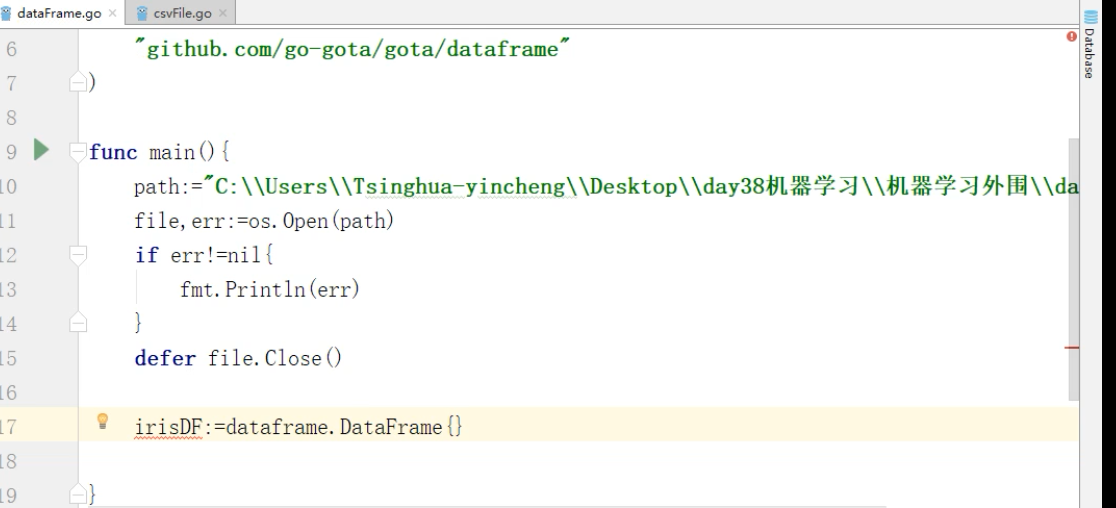 dataFrame.go csvFile.go
6 "github.com/go-gota/gota/dataframe"
7 )
8
9 func main(){
10 path:="C:\\Users\\Tsinghua-yincheng\\Desktop\\day38机器学习\\机器学习外围\\da
11 file,err:=os.Open(path)
12 if err!=nil{
13 fmt.Println(err)
14 }
15 defer file.Close()
16
17 irisDF:=dataframe.DataFrame{}
18
19 }
Database